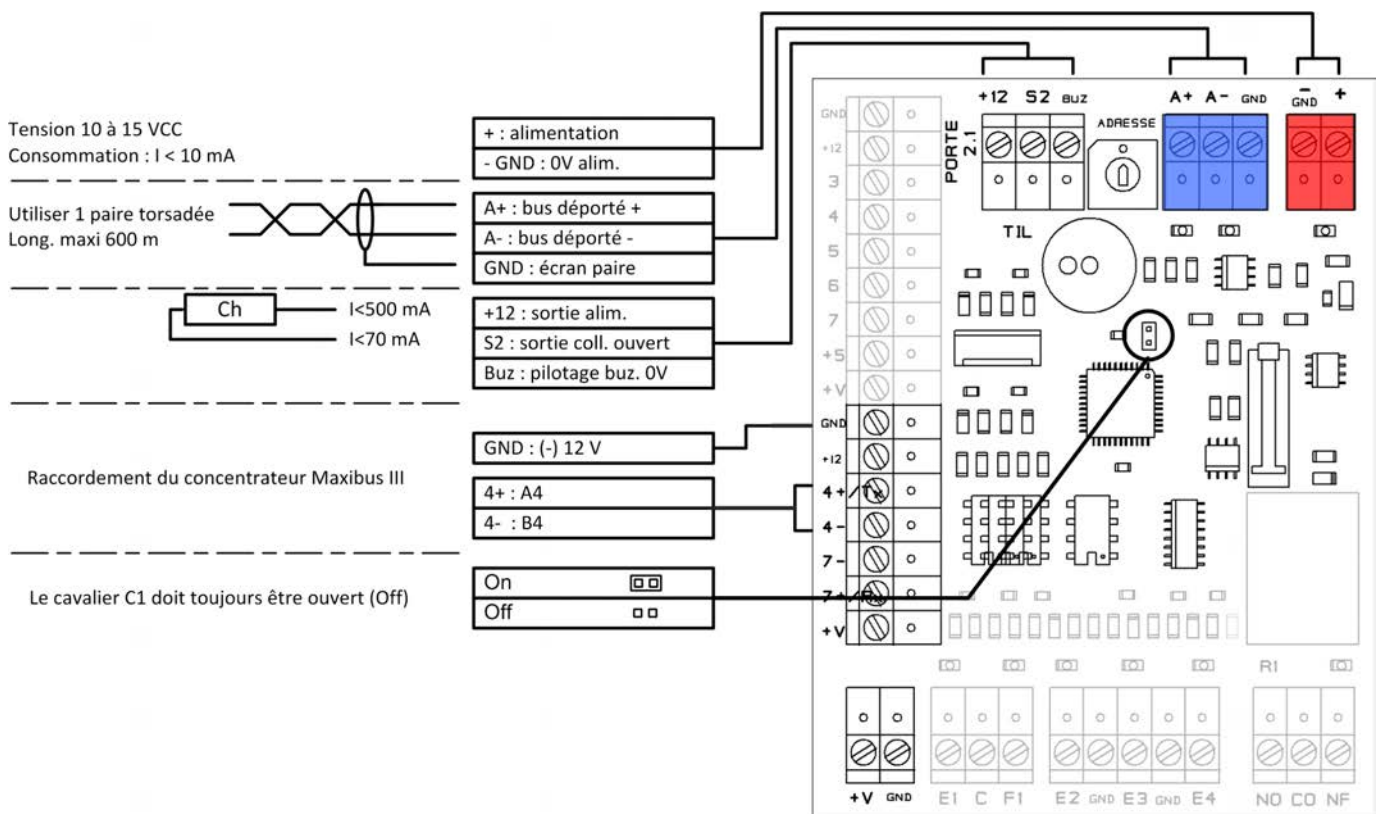 Tension 10 à 15 VCC
Consommation : I < 10 mA
+ : alimentation
- GND : 0V alim.
Utiliser 1 paire torsadée
Long. maxi 600 m
A+ : bus déporté +
A- : bus déporté -
GND : écran paire
Ch
I<500 mA
I<70 mA
+12 : sortie alim.
S2 : sortie coll. ouvert
Buz : pilotage buz. 0V
Raccordement du concentrateur Maxibus III
GND : (-) 12 V
4+ : A4
4- : B4
Le cavalier C1 doit toujours être ouvert (Off)
On
Off
+12 S2 BUZ
A+ A- GND
- +
GND
PORTE
2.1
ADRESSE
TIL
GND
+12
3
4
5
6
7
+5
+V
GND
+12
4+/Tx
4-
7-
7+/Rx
+V
R1
+V GND
E1 C F1
E2 GND E3 GND E4
NO CO NF